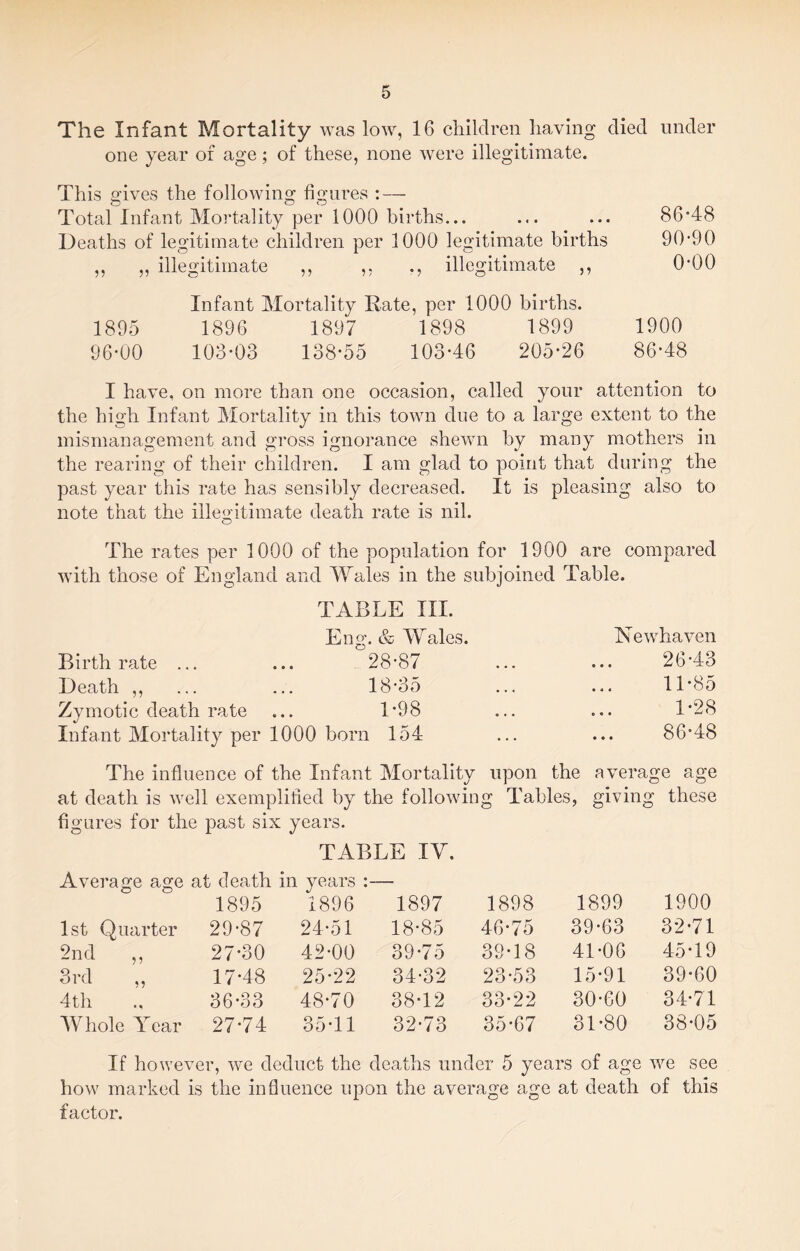 5
The Infant Mortality was low, 16 children having died under
one year of age; of these, none were illegitimate.
This gives the following figures :—
Total Infant Mortality per 1000 births... ... ... 86·48
Deaths of legitimate children per 1000 legitimate births 90·90
,, ,, illegitimate ,, ,, ., illegitimate ,, 0·00
Infant Mortality Rate, per 1000 births.
1895 1896 1897 1898 1899 1900
96·00 103·03 138·55 103·46 205·26 86·48
I have, on more than one occasion, called your attention to
the high Infant Mortality in this town due to a large extent to the
mismanagement and gross ignorance shewn by many mothers in
the rearing of their children. I am glad to point that during the
past year this rate has sensibly decreased. It is pleasing also to
note that the illegitimate death rate is nil.
The rates per 1000 of the population for 1900 are compared
with those of England and Wales in the subjoined Table.
TABLE III.
Eng. & Wales. Newhaven
Birth rate ... ... 28·87 ... ... 26·43
Death ,, ... ... 18·35 ... ... 11·85
Zymotic death rate ... 1·98 ... ... 1·28
Infant Mortality per 1000 born 154 ... ... 86·48
The influence of the Infant Mortality upon the average age
at death is well exemplified by the following Tables, giving these
figures for the past six years.
TABLE IV.
Average age at death in years :—
1895 1896 1897 1898 1899 1900
1st Quarter 29·87 24·51 18·85 46·75 39·63 32·71
2nd ,, 27·30 42·00 39·75 39·18 41·06 45·19
3rd ,, 17·48 25·22 34·32 23·53 15·91 39·60
4th ., 36·33 48·70 38·12 33·22 30·60 34·71
Whole Year 27·74 35·11 32·73 35·67 31·80 38·05
If however, we deduct the deaths under 5 years of age we see
how marked is the influence upon the average age at death of this
factor.